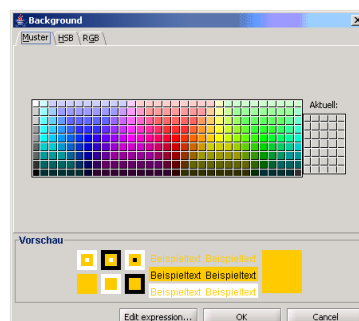 Background
Muster HSB RGB
Aktuell:
Vorschau
Beispieltext Beispieltext
Beispieltext Beispieltext
Beispieltext Beispieltext
Edit expression... OK Cancel